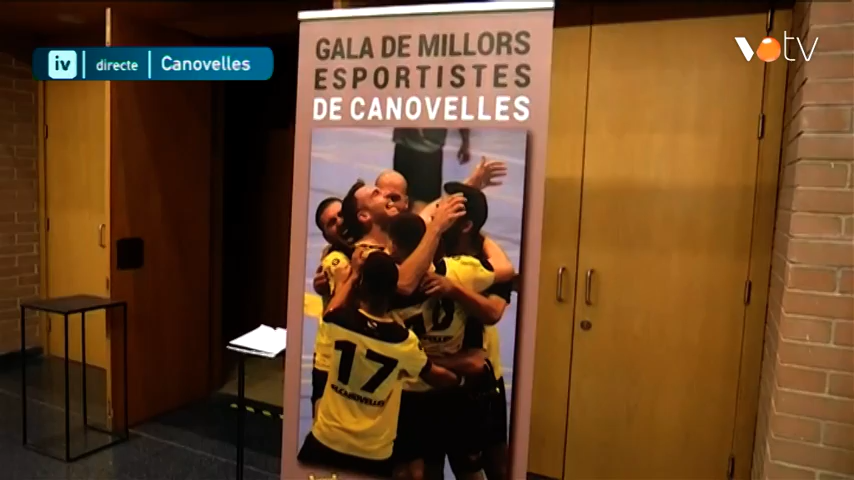 iv directe Canovelles
VOtv
GALA DE MILLORS
ESPORTISTES
DE CANOVELLES
17